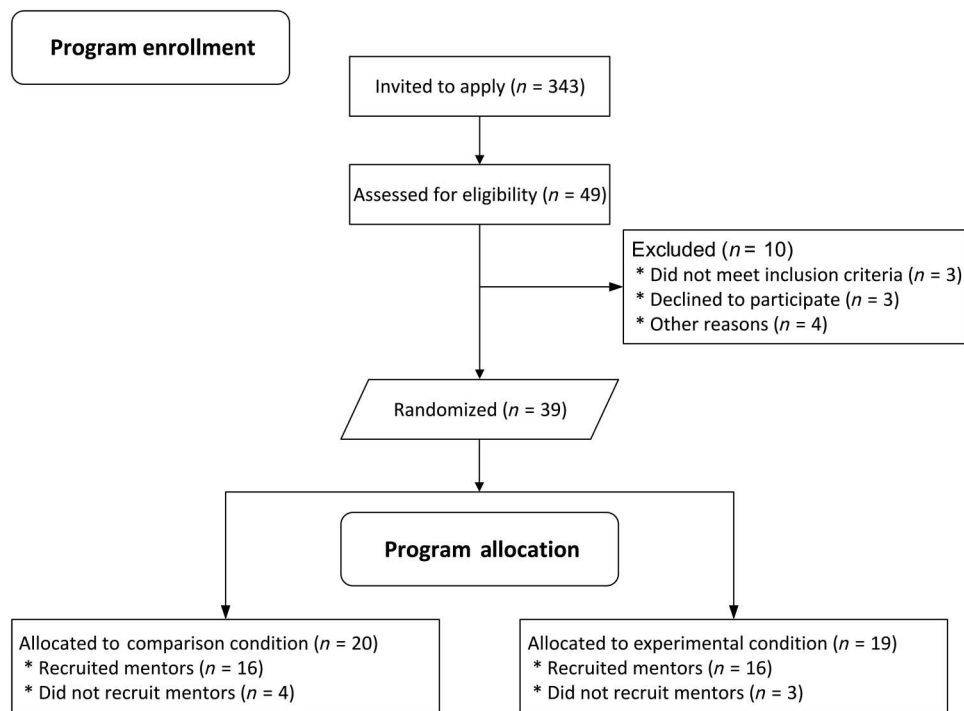 Program enrollment
Invited to apply (n = 343)
Assessed for eligibility (n = 49)
Excluded (n = 10)
* Did not meet inclusion criteria (n = 3)
* Declined to participate (n = 3)
* Other reasons (n = 4)
Randomized (n = 39)
Program allocation
Allocated to comparison condition (n = 20)
* Recruited mentors (n = 16)
* Did not recruit mentors (n = 4)
Allocated to experimental condition (n = 19)
* Recruited mentors (n = 16)
* Did not recruit mentors (n = 3)